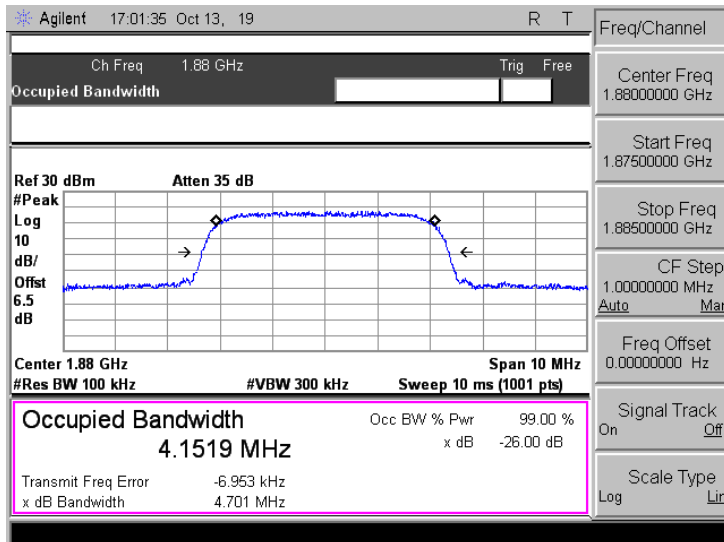 Agilent 17:01:35 Oct 13, 19 R T
Ch Freq 1.88 GHz Trig Free
Occupied Bandwidth
Ref 30 dBm Atten 35 dB
#Peak
Log
10
dB/
Offst
6.5
dB
Center 1.88 GHz Span 10 MHz
#Res BW 100 kHz #VBW 300 kHz Sweep 10 ms (1001 pts)
Occupied Bandwidth
4.1519 MHz
Occ BW % Pwr 99.00 %
x dB -26.00 dB
Transmit Freq Error -6.953 kHz
x dB Bandwidth 4.701 MHz
Freq/Channel
Center Freq
1.88000000 GHz
Start Freq
1.87500000 GHz
Stop Freq
1.88500000 GHz
CF Step
1.00000000 MHz
Auto Mar
Freq Offset
0.00000000 Hz
Signal Track
On Off
Scale Type
Log Lin